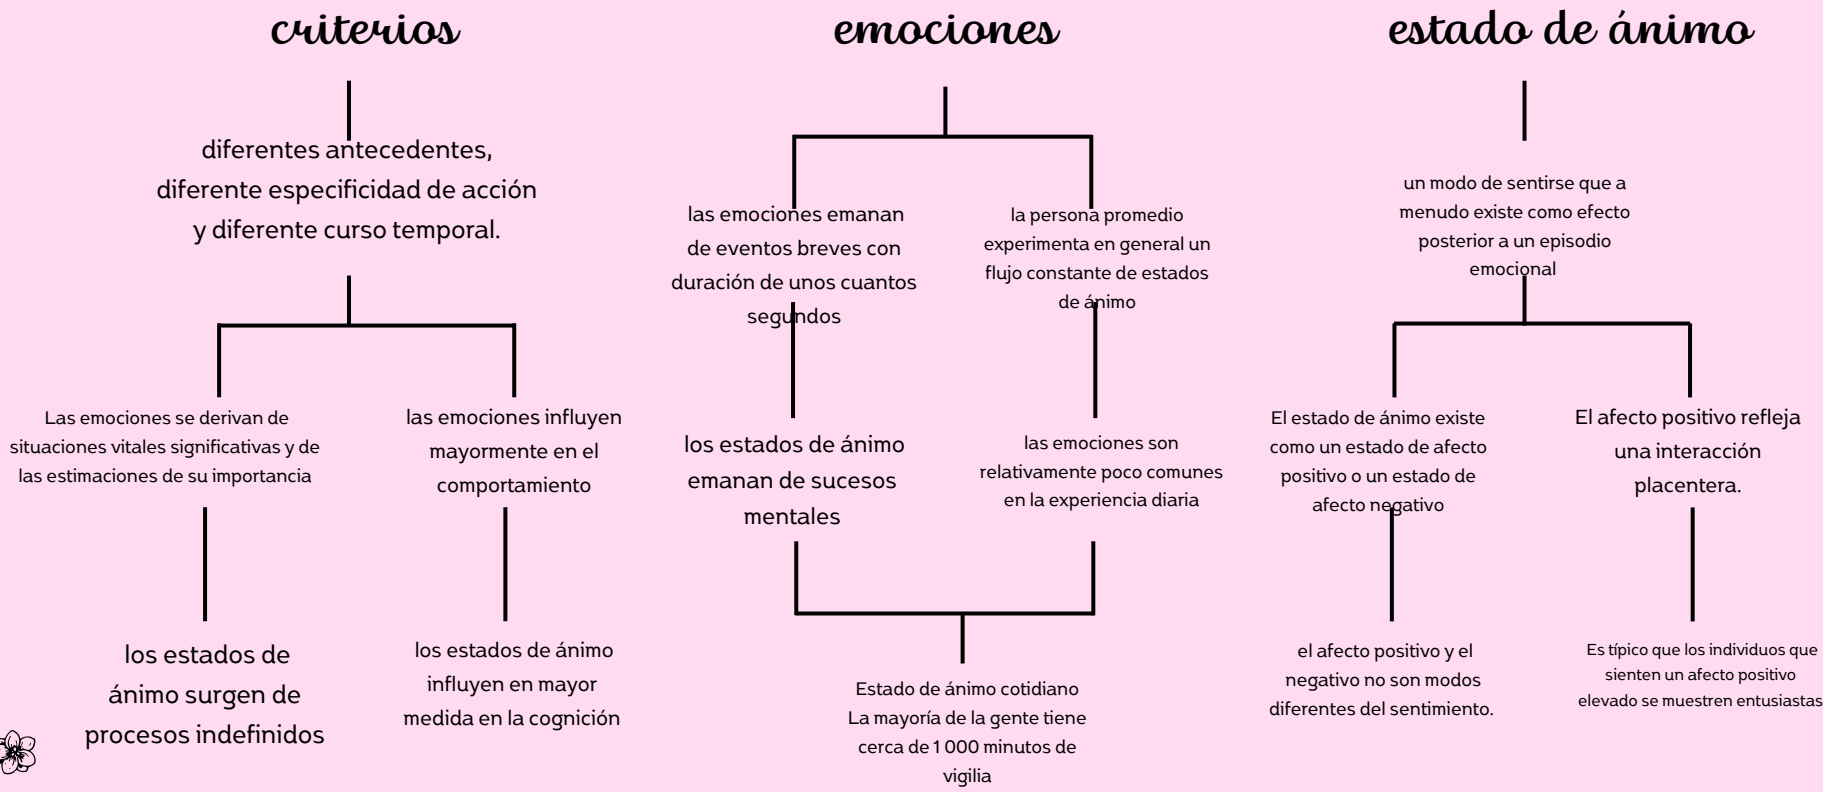 criterios
diferentes antecedentes,
diferente especificidad de acción
y diferente curso temporal.
Las emociones se derivan de
situaciones vitales significativas y de
las estimaciones de su importancia
los estados de
ánimo surgen de
procesos indefinidos
las emociones influyen
mayormente en el
comportamiento
los estados de ánimo
influyen en mayor
medida en la cognición
emociones
las emociones emanan
de eventos breves con
duración de unos cuantos
segundos
los estados de ánimo
emanan de sucesos
mentales
la persona promedio
experimenta en general un
flujo constante de estados
de ánimo
las emociones son
relativamente poco comunes
en la experiencia diaria
Estado de ánimo cotidiano
La mayoría de la gente tiene
cerca de 1 000 minutos de
vigilia
estado de ánimo
un modo de sentirse que a
menudo existe como efecto
posterior a un episodio
emocional
El estado de ánimo existe
como un estado de afecto
positivo o un estado de
afecto negativo
el afecto positivo y el
negativo no son modos
diferentes del sentimiento.
El afecto positivo refleja
una interacción
placentera.
Es típico que los individuos que
sienten un afecto positivo
elevado se muestren entusiastas